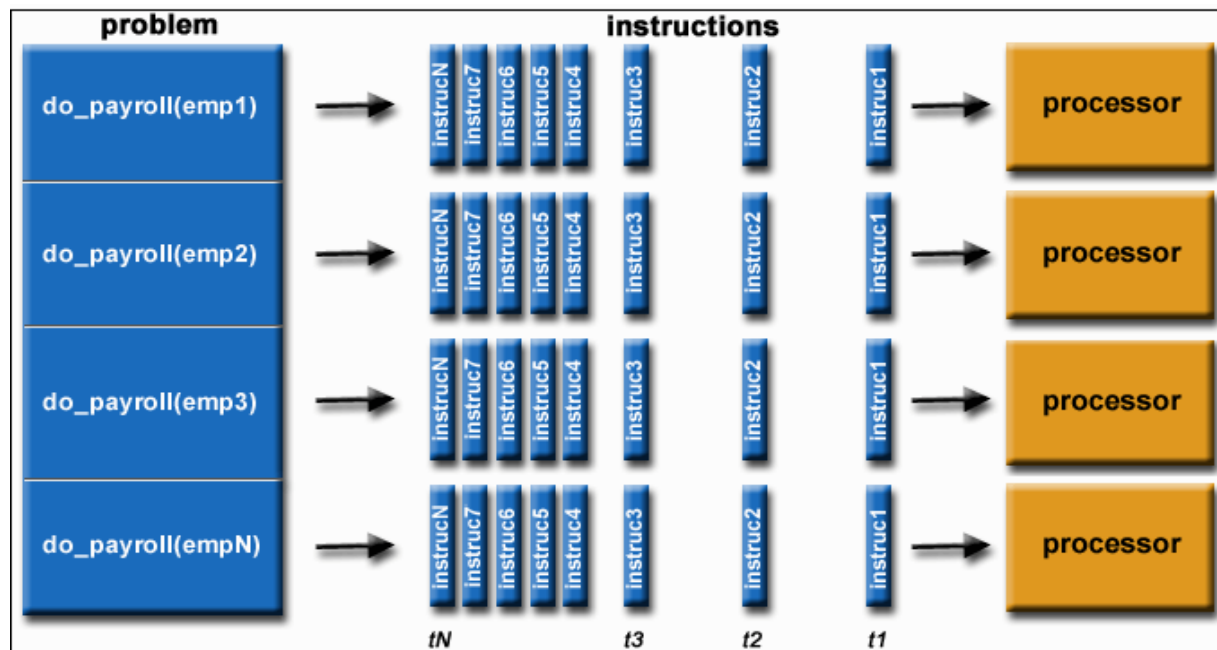 problem
instructions
do_payroll(emp1)
instrucN
instruc7
instruc6
instruc5
instruc4
instruc3
instruc2
instruc1
processor
do_payroll(emp2)
instrucN
instruc7
instruc6
instruc5
instruc4
instruc3
instruc2
instruc1
processor
do_payroll(emp3)
instrucN
instruc7
instruc6
instruc5
instruc4
instruc3
instruc2
instruc1
processor
do_payroll(empN)
instrucN
instruc7
instruc6
instruc5
instruc4
instruc3
instruc2
instruc1
processor
tN
t3
t2
t1